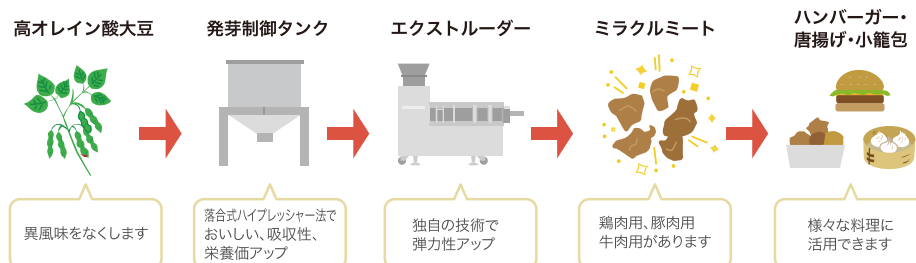 高オレイン酸大豆
発芽制御タンク
エクストルーダー
ミラクルミート
ハンバーガー・
唐揚げ・小籠包
異風味をなくします
落合式ハイプレッシャー法で
おいしい、吸収性、
栄養価アップ
独自の技術で
弾力性アップ
鶏肉用、豚肉用
牛肉用があります
様々な料理に
活用できます